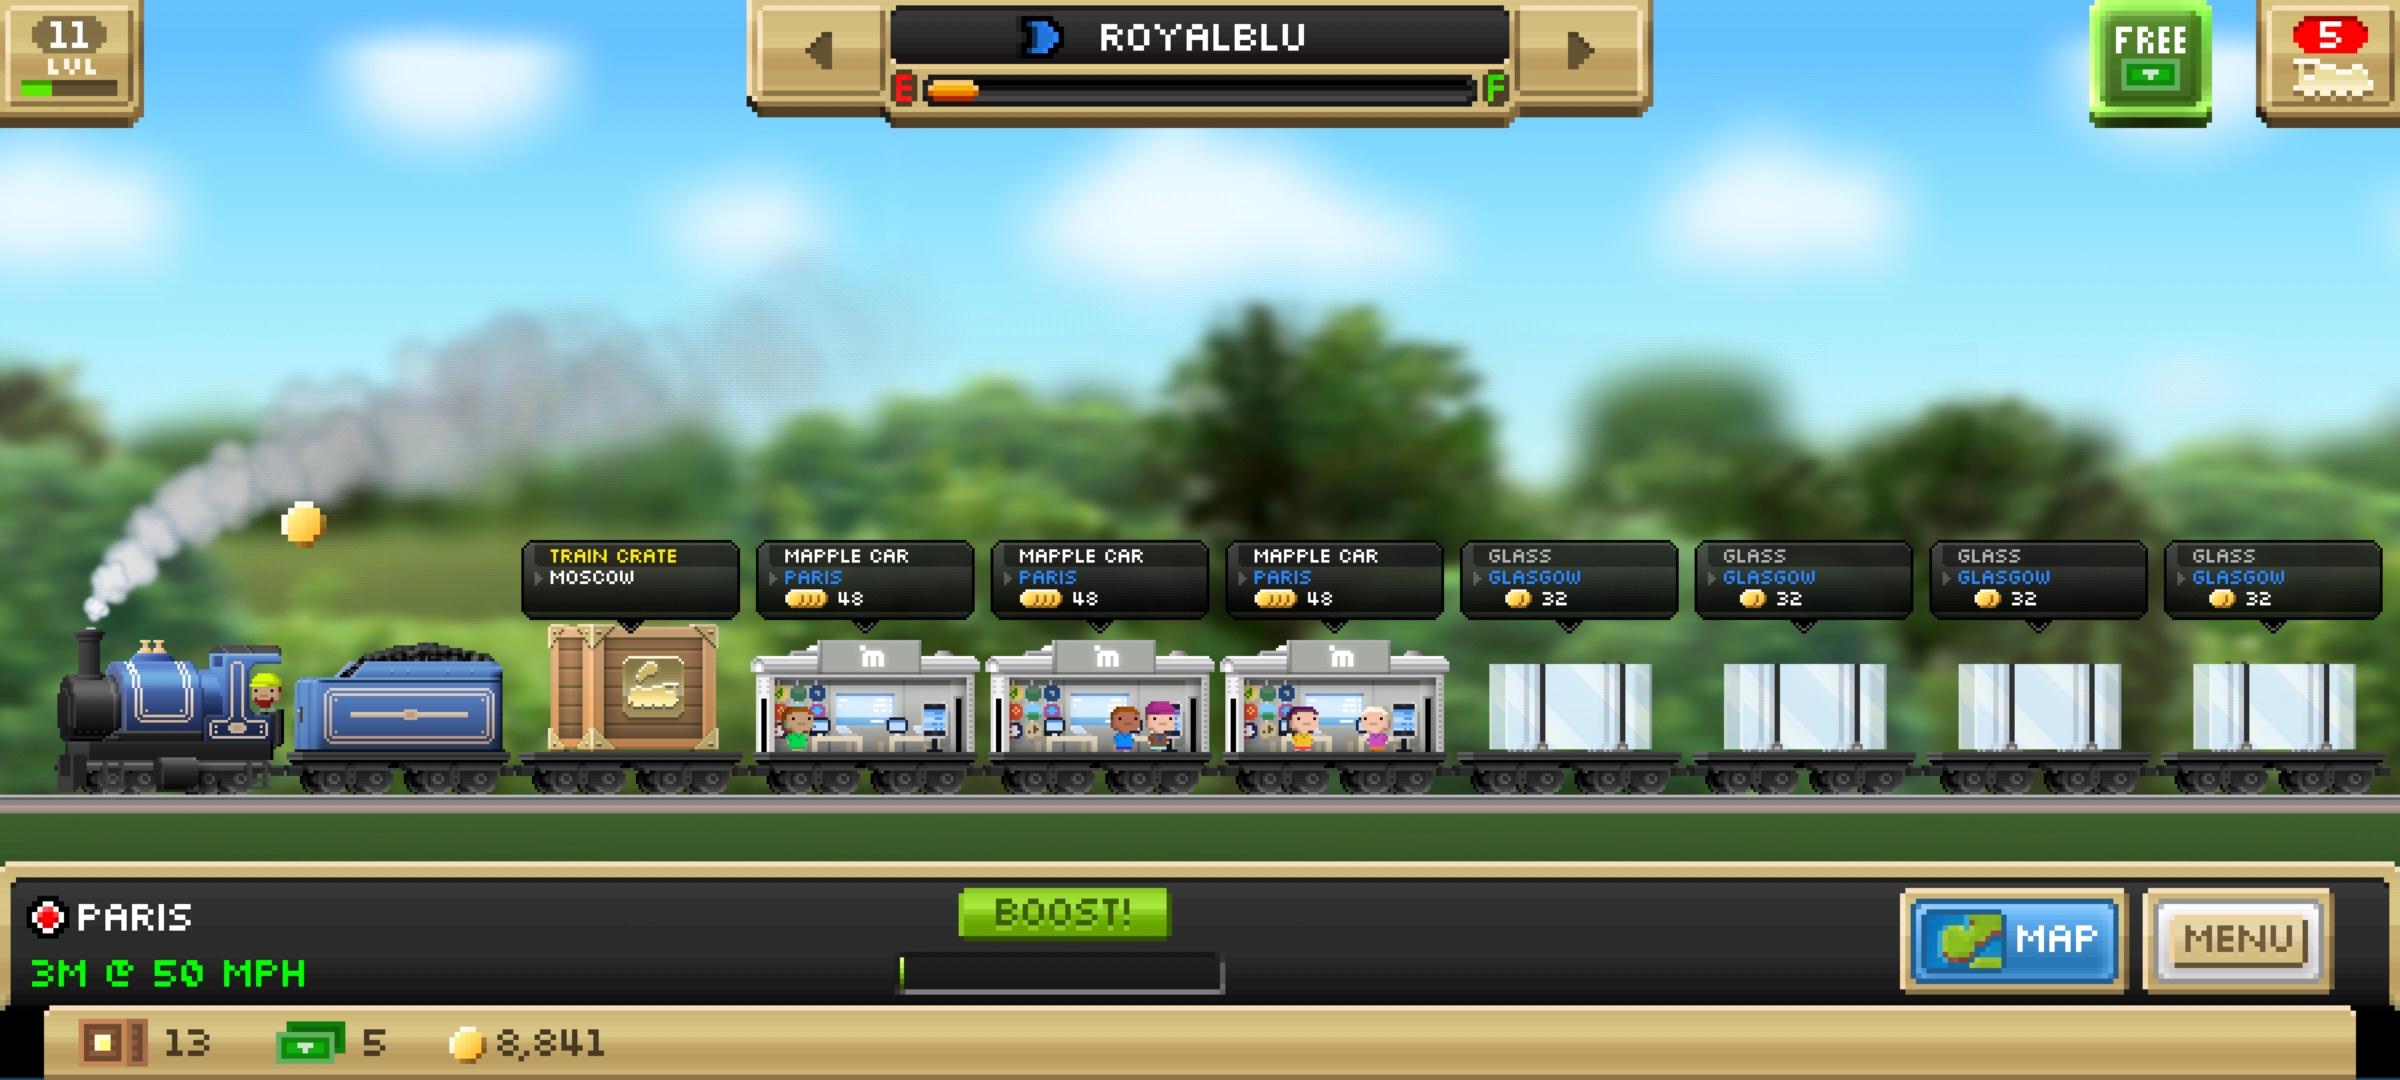 11
LVL
ROYALBLU
E
F
FREE
5
TRAIN CRATE
MOSCOW
MAPPLE CAR
PARIS
48
MAPPLE CAR
PARIS
48
MAPPLE CAR
PARIS
48
GLASS
GLASGOW
32
GLASS
GLASGOW
32
GLASS
GLASGOW
32
GLASS
GLASGOW
32
m
m
m
PARIS
3M @ 50 MPH
BOOST!
MAP
MENU
13
5
8,841